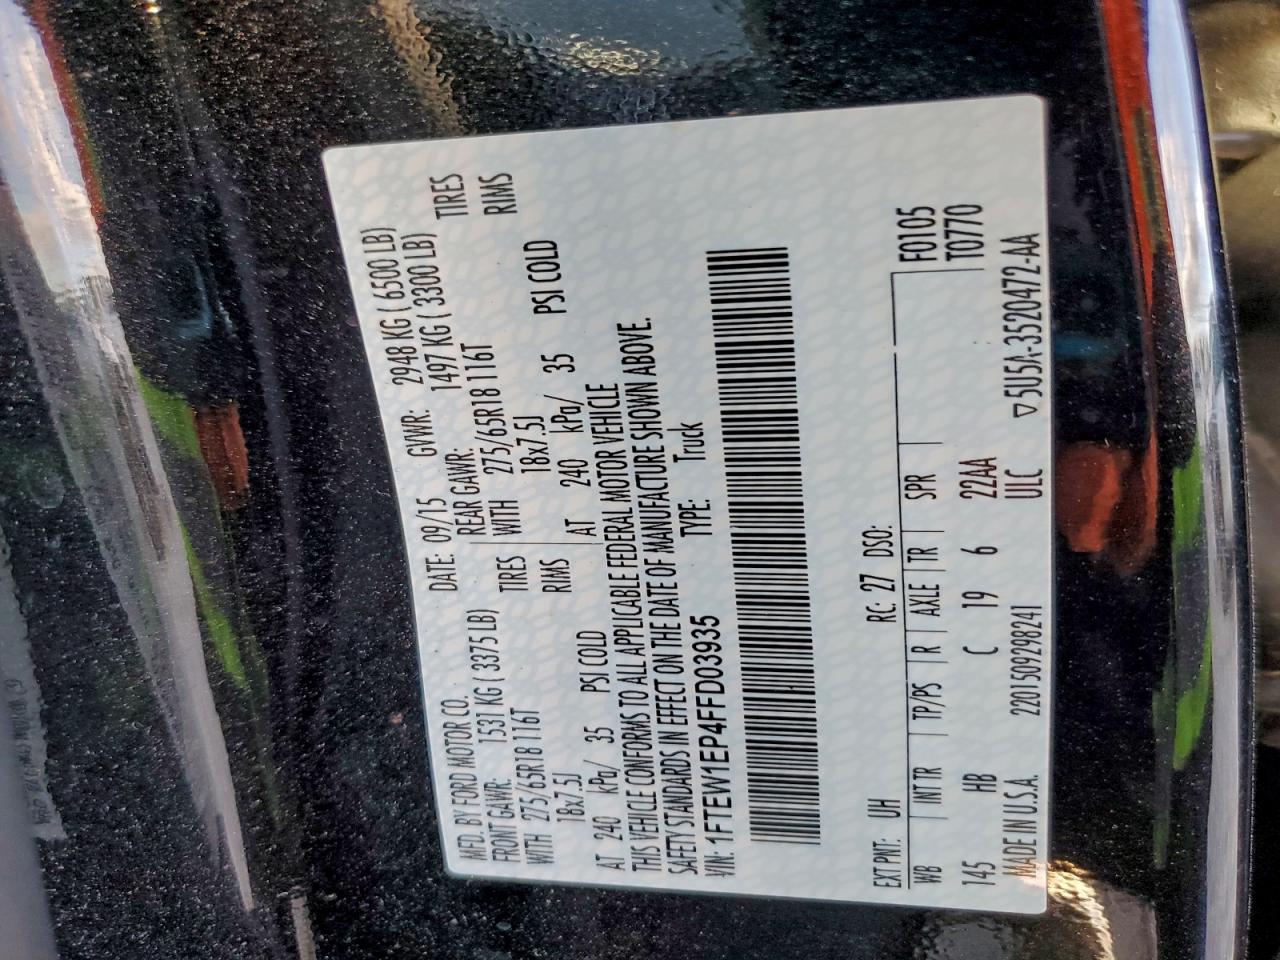 MFD. BY FORD MOTOR CO.
DATE: 09/15 GVWR: 2948 KG ( 6500 LB)
FRONT GAWR: 1531 KG ( 3375 LB) REAR GAWR: 1497 KG ( 3300 LB)
WITH 275/65R18 116T TIRES WITH 275/65R18 116T TIRES
18x7.5J RIMS 18x7.5J RIMS
AT 240 kPa/ 35 PSI COLD AT 240 kPa/ 35 PSI COLD
THIS VEHICLE CONFORMS TO ALL APPLICABLE FEDERAL MOTOR VEHICLE
SAFETY STANDARDS IN EFFECT ON THE DATE OF MANUFACTURE SHOWN ABOVE.
VIN: 1FTEW1EP4FFD03935 TYPE: Truck
EXT PNT: UH RC: 27 DSO:
WB INT TR TP/PS R AXLE TR SPR F0105
145 HB C 19 6 22AA T0770
MADE IN U.S.A. 2201509298241 ULC ▽5U5A-3520472-AA